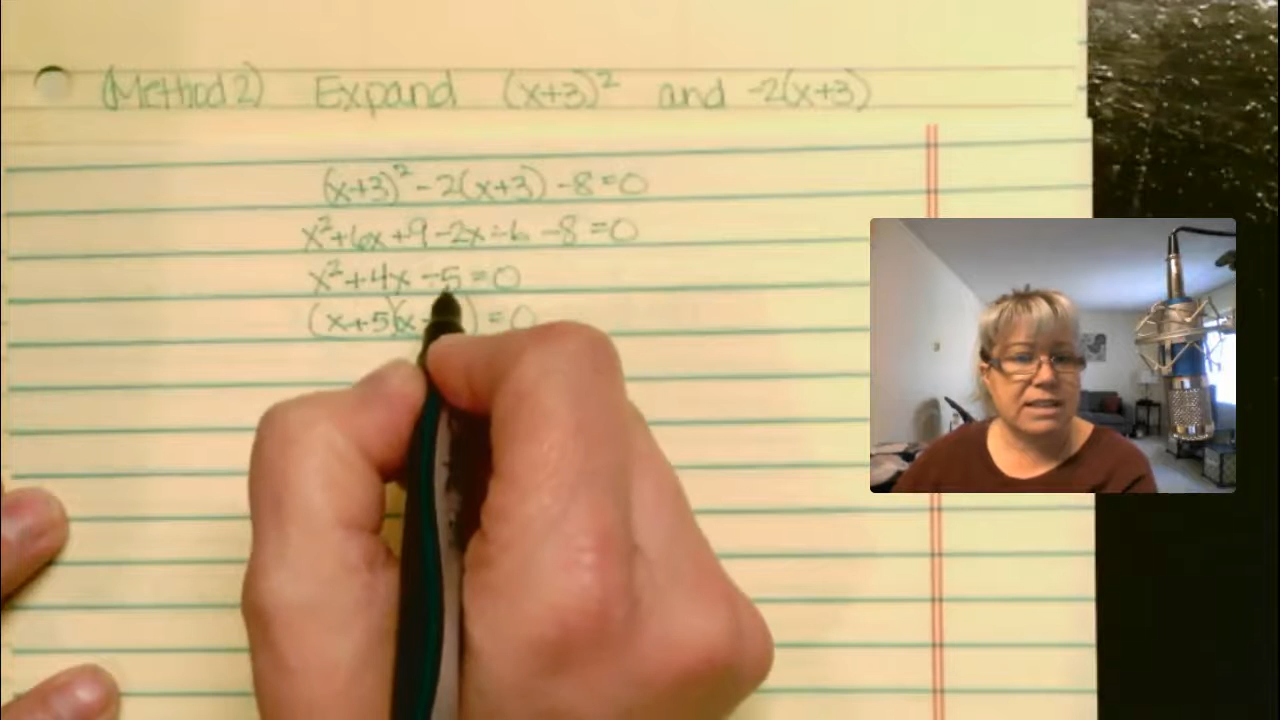 (Method 2) Expand (x+3)² and -2(x+3)
(x+3)² - 2(x+3) - 8 = 0
x² + 6x + 9 - 2x - 6 - 8 = 0
x² + 4x - 5 = 0
(x+5)(x- ) = 0